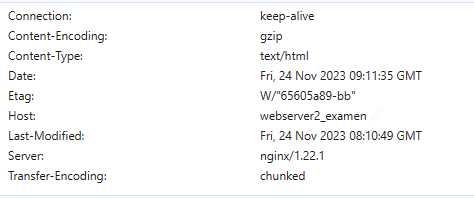 Connection: keep-alive
Content-Encoding: gzip
Content-Type: text/html
Date: Fri, 24 Nov 2023 09:11:35 GMT
Etag: W/"65605a89-bb"
Host: webserver2_examen
Last-Modified: Fri, 24 Nov 2023 08:10:49 GMT
Server: nginx/1.22.1
Transfer-Encoding: chunked